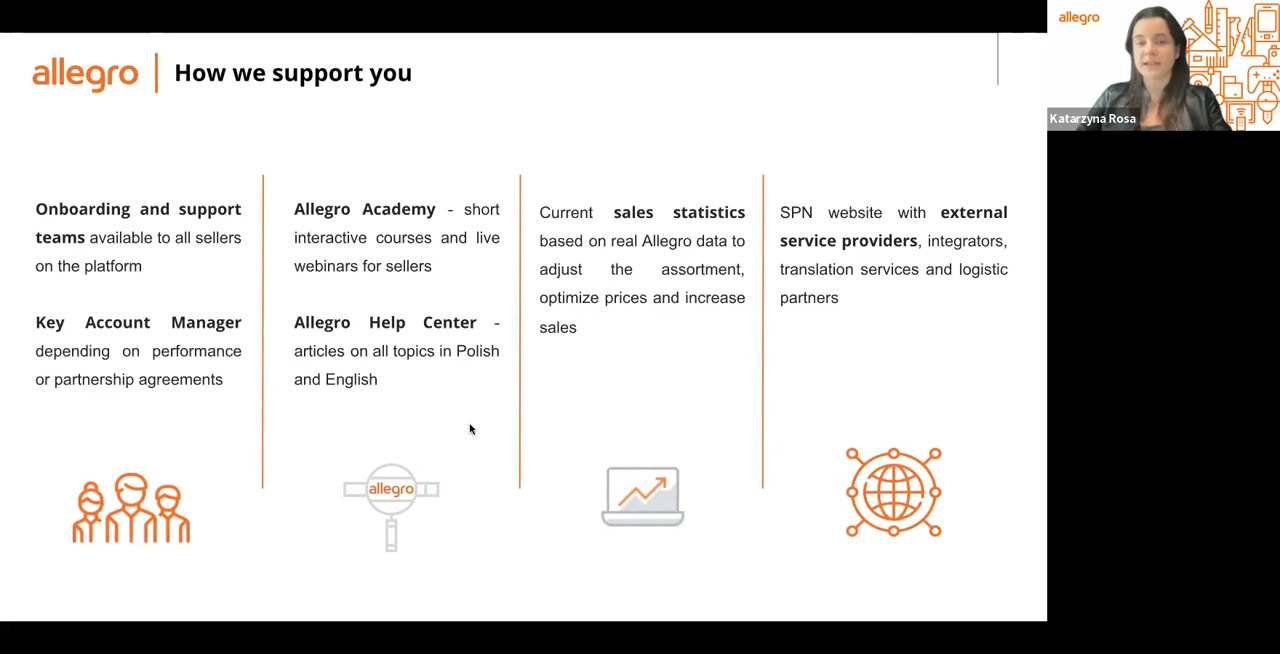 allegro
How we support you
Onboarding and support
teams available to all sellers
on the platform
Key Account Manager
depending on performance
or partnership agreements
Allegro Academy - short
interactive courses and live
webinars for sellers
Allegro Help Center -
articles on all topics in Polish
and English
Current sales statistics
based on real Allegro data to
adjust the assortment,
optimize prices and increase
sales
SPN website with external
service providers, integrators,
translation services and logistic
partners
allegro
allegro
Katarzyna Rosa